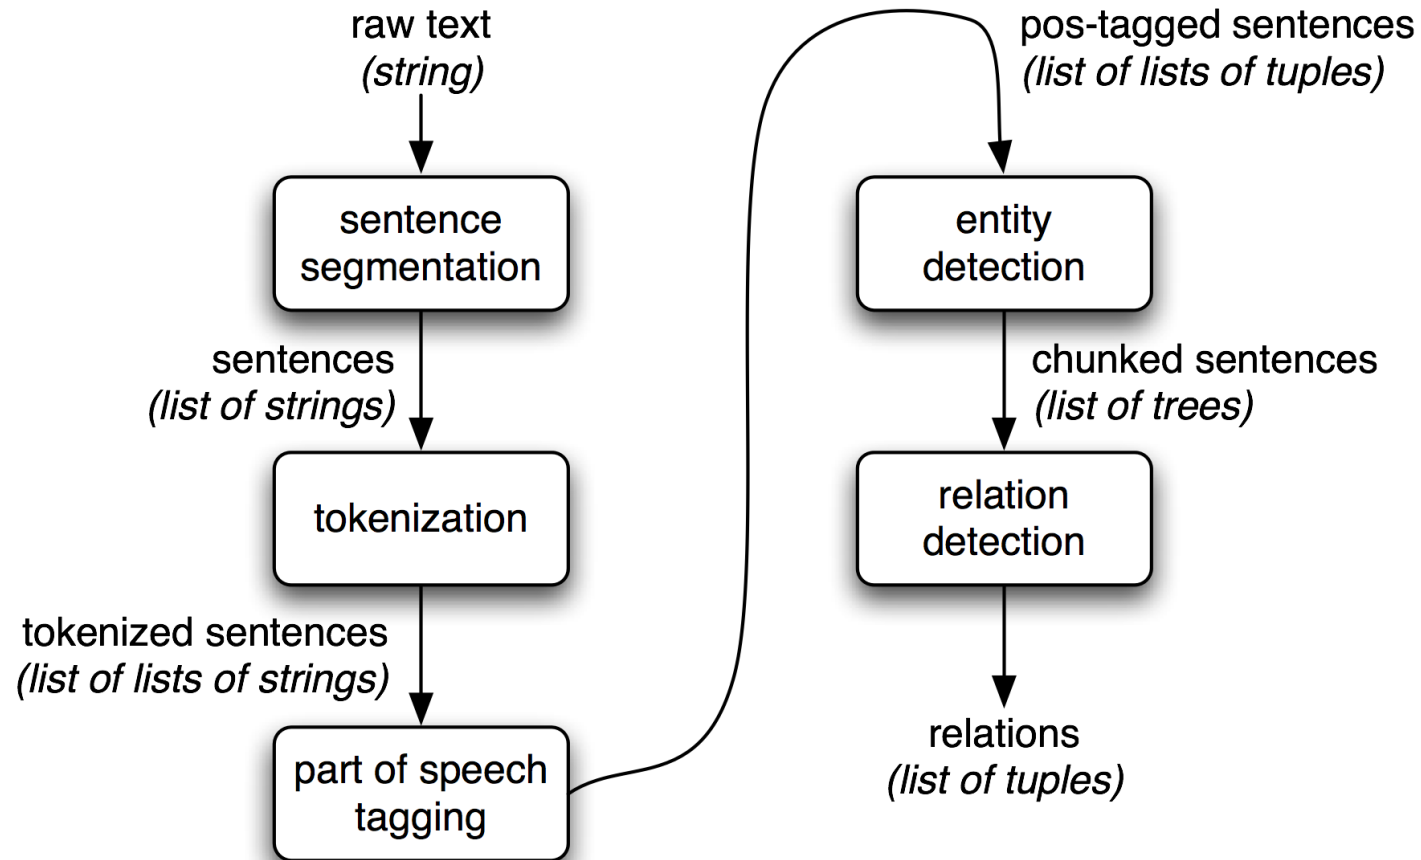 raw text
(string)
sentence
segmentation
sentences
(list of strings)
tokenization
tokenized sentences
(list of lists of strings)
part of speech
tagging
pos-tagged sentences
(list of lists of tuples)
entity
detection
chunked sentences
(list of trees)
relation
detection
relations
(list of tuples)